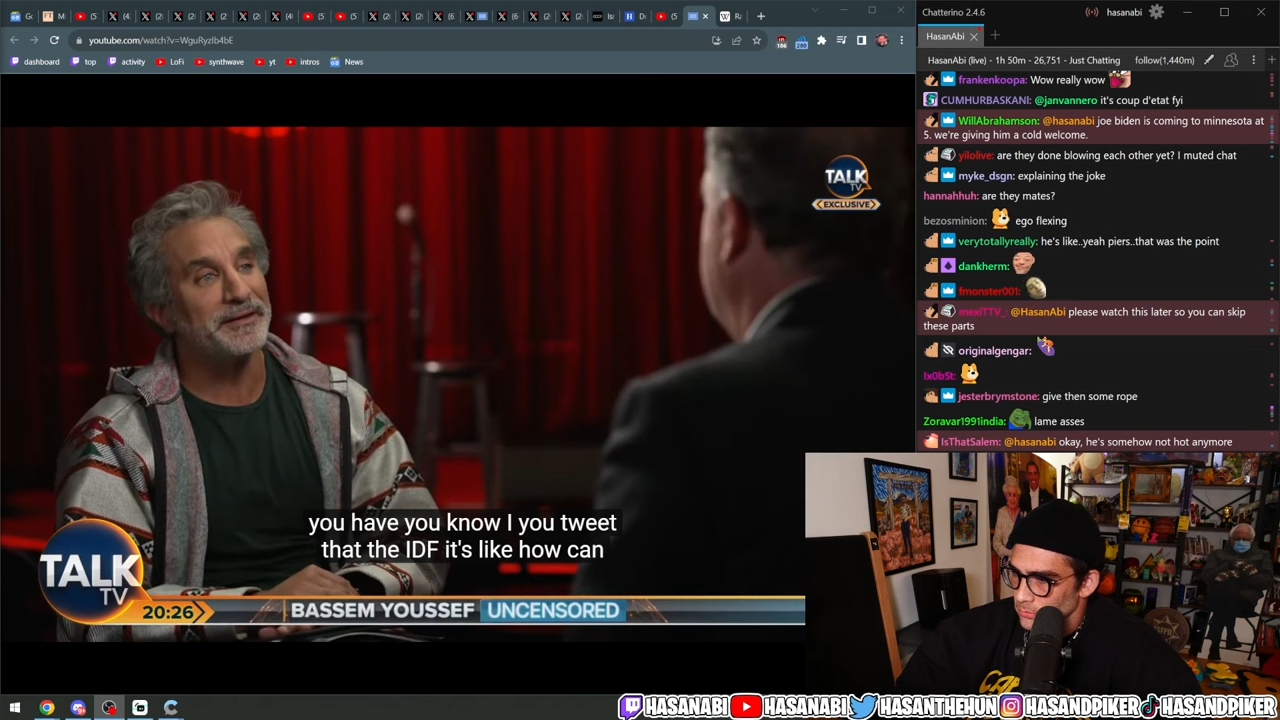 Chatterino 2.4.6
hasanabi
youtube.com/watch?v=WguRyzIb4bE
HasanAbi
dashboard
top
activity
LoFi
synthwave
yt
intros
News
HasanAbi (live) - 1h 50m - 26,751 - Just Chatting
follow(1,440m)
frankenkoopa: Wow really wow
CUMHURBASKANI: @janvannero it's coup d'etat fyi
WillAbrahamson: @hasanabi joe biden is coming to minnesota at
5. we're giving him a cold welcome.
yilolive: are they done blowing each other yet? I muted chat
myke_dsgn: explaining the joke
hannahhuh: are they mates?
bezosminion: ego flexing
verytotallyreally: he's like..yeah piers..that was the point
dankherm:
fmonster001:
mexiTTV_: @HasanAbi please watch this later so you can skip
these parts
originalgengar:
Ix0bSt:
jesterbrymstone: give then some rope
Zoravar1991india: lame asses
IsThatSalem: @hasanabi okay, he's somehow not hot anymore
TALK
TV
EXCLUSIVE
you have you know I you tweet
that the IDF it's like how can
TALK
TV
20:26
BASSEM YOUSSEF UNCENSORED
HASANABI
HASANABI
HASANTHEHUN
HASANDPIKER
HASANDPIKER